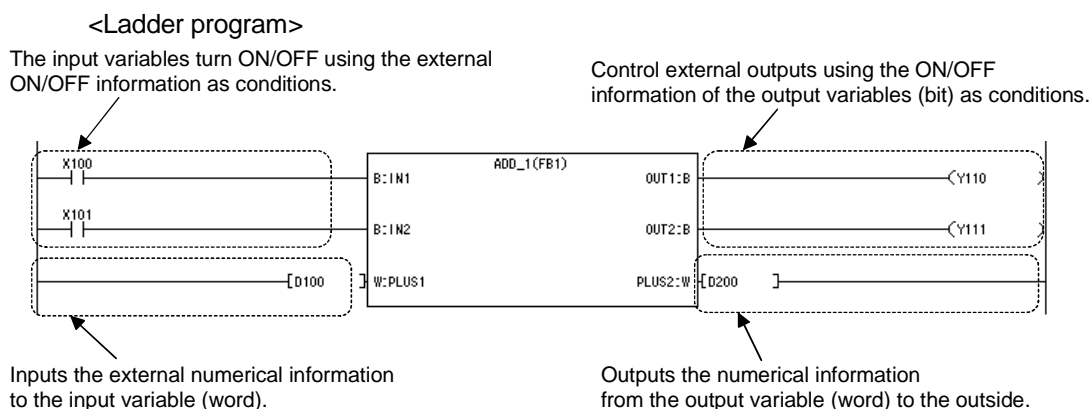 <Ladder program>
The input variables turn ON/OFF using the external
ON/OFF information as conditions.
Control external outputs using the ON/OFF
information of the output variables (bit) as conditions.
X100
ADD_1(FB1)
B:IN1
OUT1:B
Y110
X101
B:IN2
OUT2:B
Y111
[D100 ]
W:PLUS1
PLUS2:W
[D200 ]
Inputs the external numerical information
to the input variable (word).
Outputs the numerical information
from the output variable (word) to the outside.